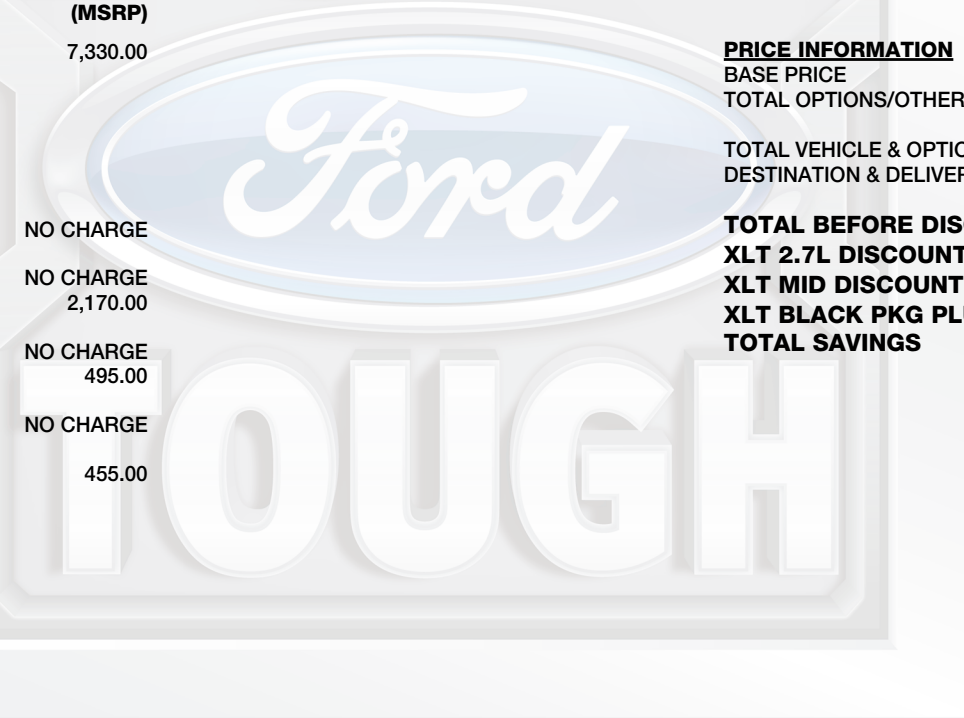 (MSRP)
7,330.00
NO CHARGE
NO CHARGE
2,170.00
NO CHARGE
495.00
NO CHARGE
455.00
PRICE INFORMATION
BASE PRICE
TOTAL OPTIONS/OTHER
TOTAL VEHICLE & OPTIO
DESTINATION & DELIVER
TOTAL BEFORE DIS
XLT 2.7L DISCOUNT
XLT MID DISCOUNT
XLT BLACK PKG PL
TOTAL SAVINGS
Ford
TOUGH